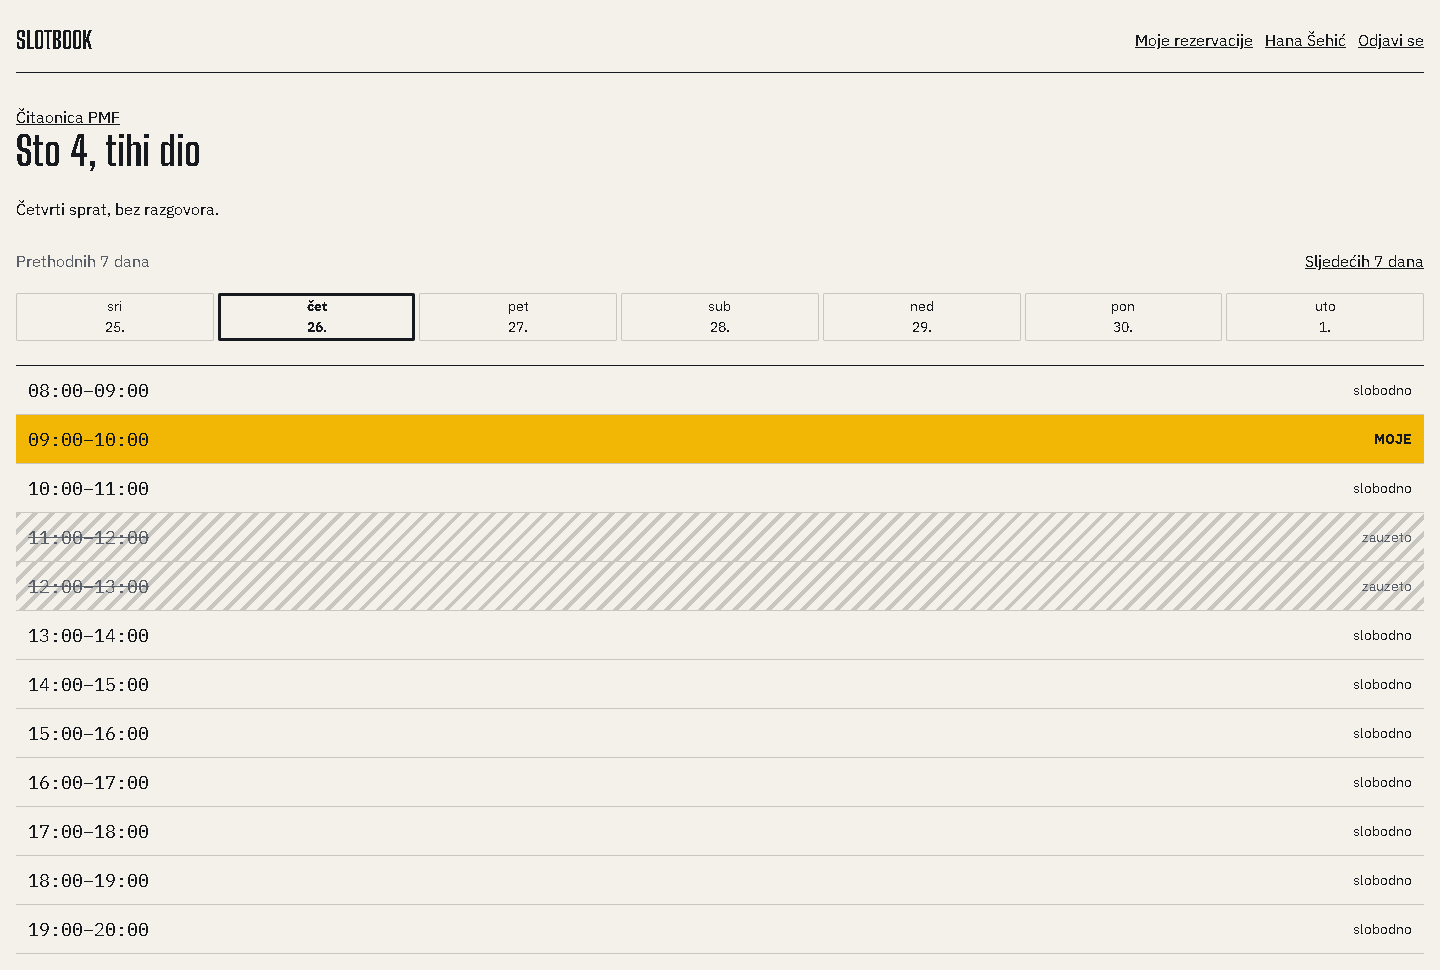 SLOTBOOK
Moje rezervacije Hana Šehić Odjavi se
Čitaonica PMF
Sto 4, tihi dio
Četvrti sprat, bez razgovora.
Prethodnih 7 dana Sljedećih 7 dana
sri čet pet sub ned pon uto
25. 26. 27. 28. 29. 30. 1.
08:00–09:00 slobodno
09:00–10:00 MOJE
10:00–11:00 slobodno
11:00–12:00 zauzeto
12:00–13:00 zauzeto
13:00–14:00 slobodno
14:00–15:00 slobodno
15:00–16:00 slobodno
16:00–17:00 slobodno
17:00–18:00 slobodno
18:00–19:00 slobodno
19:00–20:00 slobodno